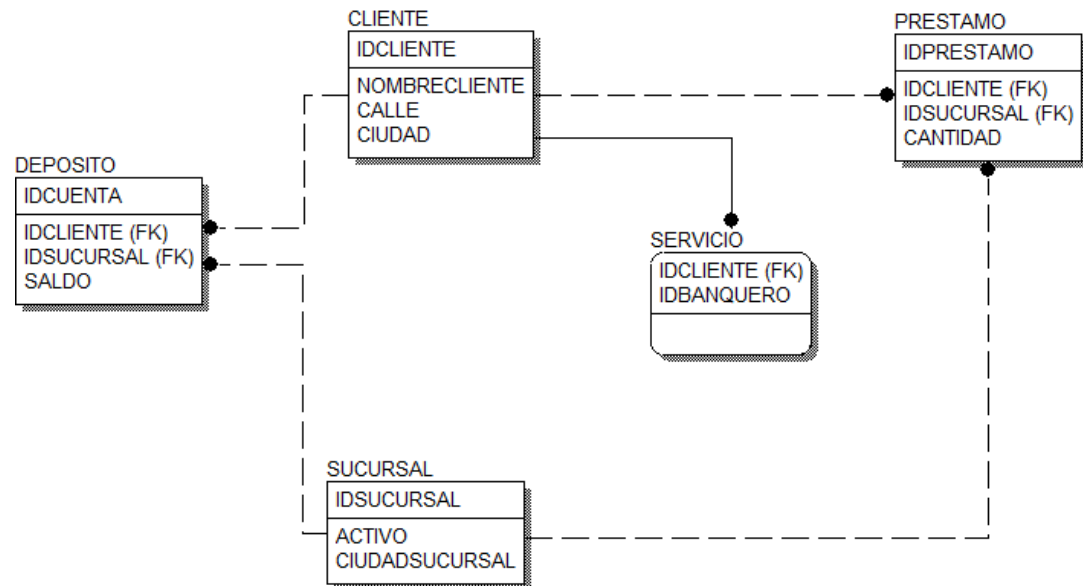 CLIENTE
IDCLIENTE
NOMBRECLIENTE
CALLE
CIUDAD
PRESTAMO
IDPRESTAMO
IDCLIENTE (FK)
IDSUCURSAL (FK)
CANTIDAD
DEPOSITO
IDCUENTA
IDCLIENTE (FK)
IDSUCURSAL (FK)
SALDO
SERVICIO
IDCLIENTE (FK)
IDBANQUERO
SUCURSAL
IDSUCURSAL
ACTIVO
CIUDADSUCURSAL